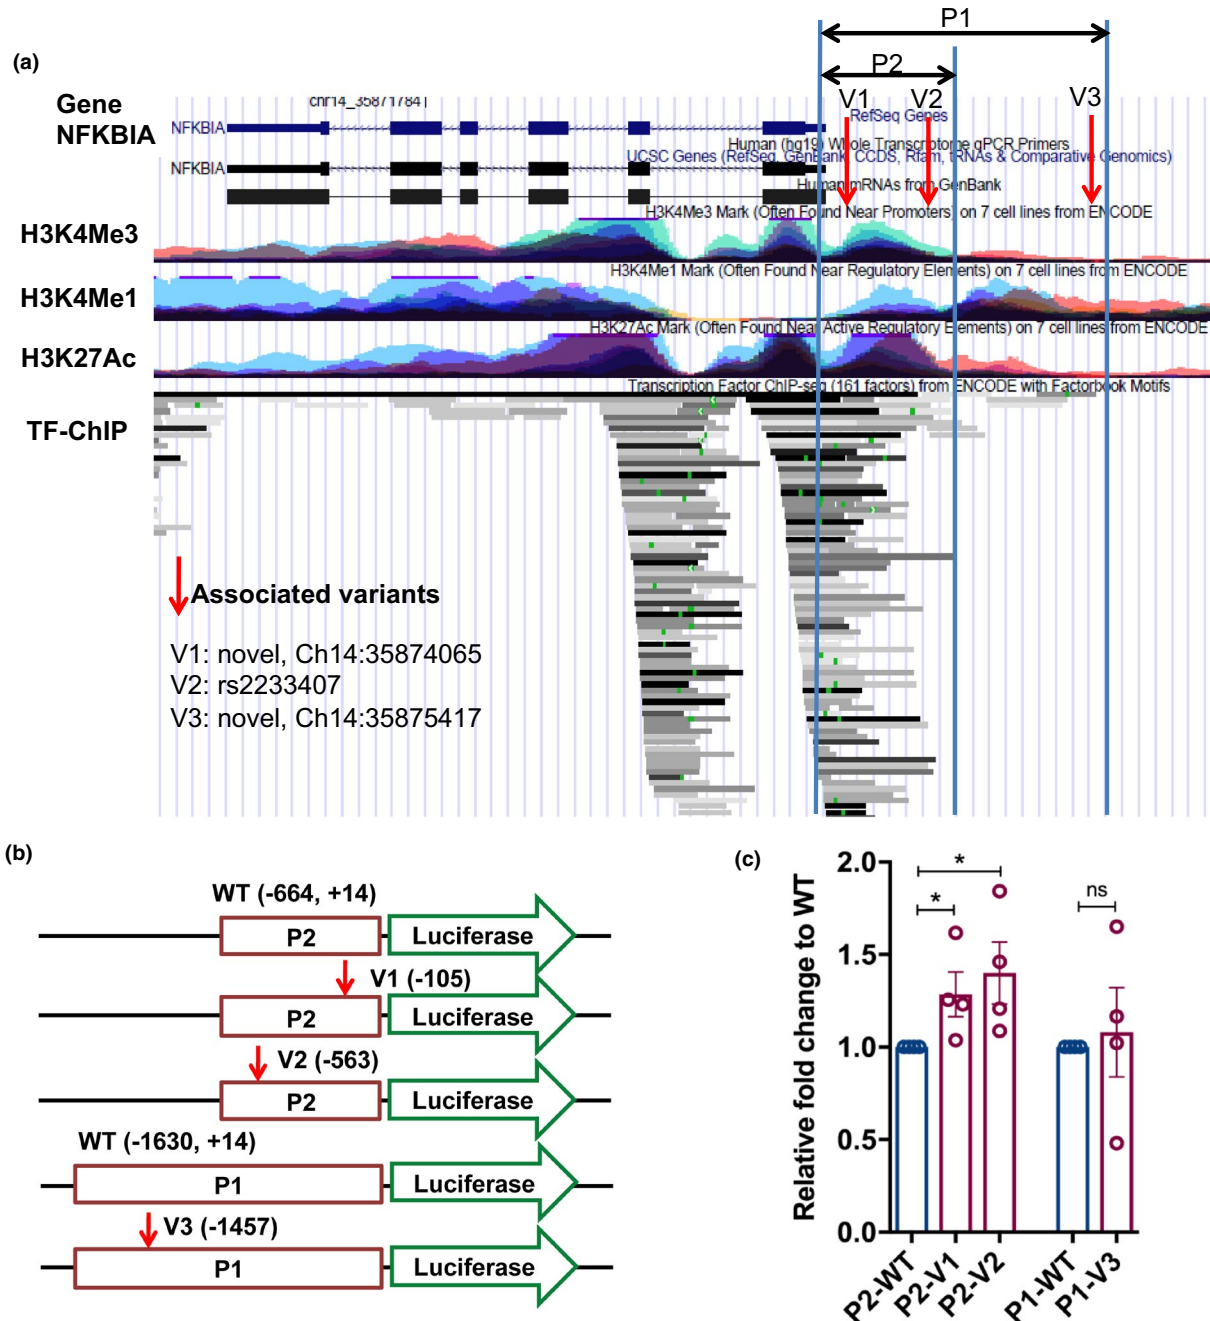 P1
(a)
P2
V1 V2 V3
Gene
NFKBIA
chr14_35871784|
RefSeq Genes
NFKBIA
Human (hg19) Whole Transcriptome qPCR Primers
UCSC Genes (RefSeq, GenBank, CCDS, Rfam, tRNAs & Comparative Genomics)
NFKBIA
Human mRNAs from GenBank
H3K4Me3 Mark (Often Found Near Promoters) on 7 cell lines from ENCODE
H3K4Me3
H3K4Me1 Mark (Often Found Near Regulatory Elements) on 7 cell lines from ENCODE
H3K4Me1
H3K27Ac Mark (Often Found Near Active Regulatory Elements) on 7 cell lines from ENCODE
H3K27Ac
Transcription Factor ChIP-seq (161 factors) from ENCODE with Factorbook Motifs
TF-ChIP
Associated variants
V1: novel, Ch14:35874065
V2: rs2233407
V3: novel, Ch14:35875417
(b)
WT (-664, +14)
P2 Luciferase
V1 (-105)
P2 Luciferase
V2 (-563)
P2 Luciferase
WT (-1630, +14)
P1 Luciferase
V3 (-1457)
P1 Luciferase
(c)
Relative fold change to WT
2.0
1.5
1.0
0.5
0.0
*
*
ns
P2-WT
P2-V1
P2-V2
P1-WT
P1-V3